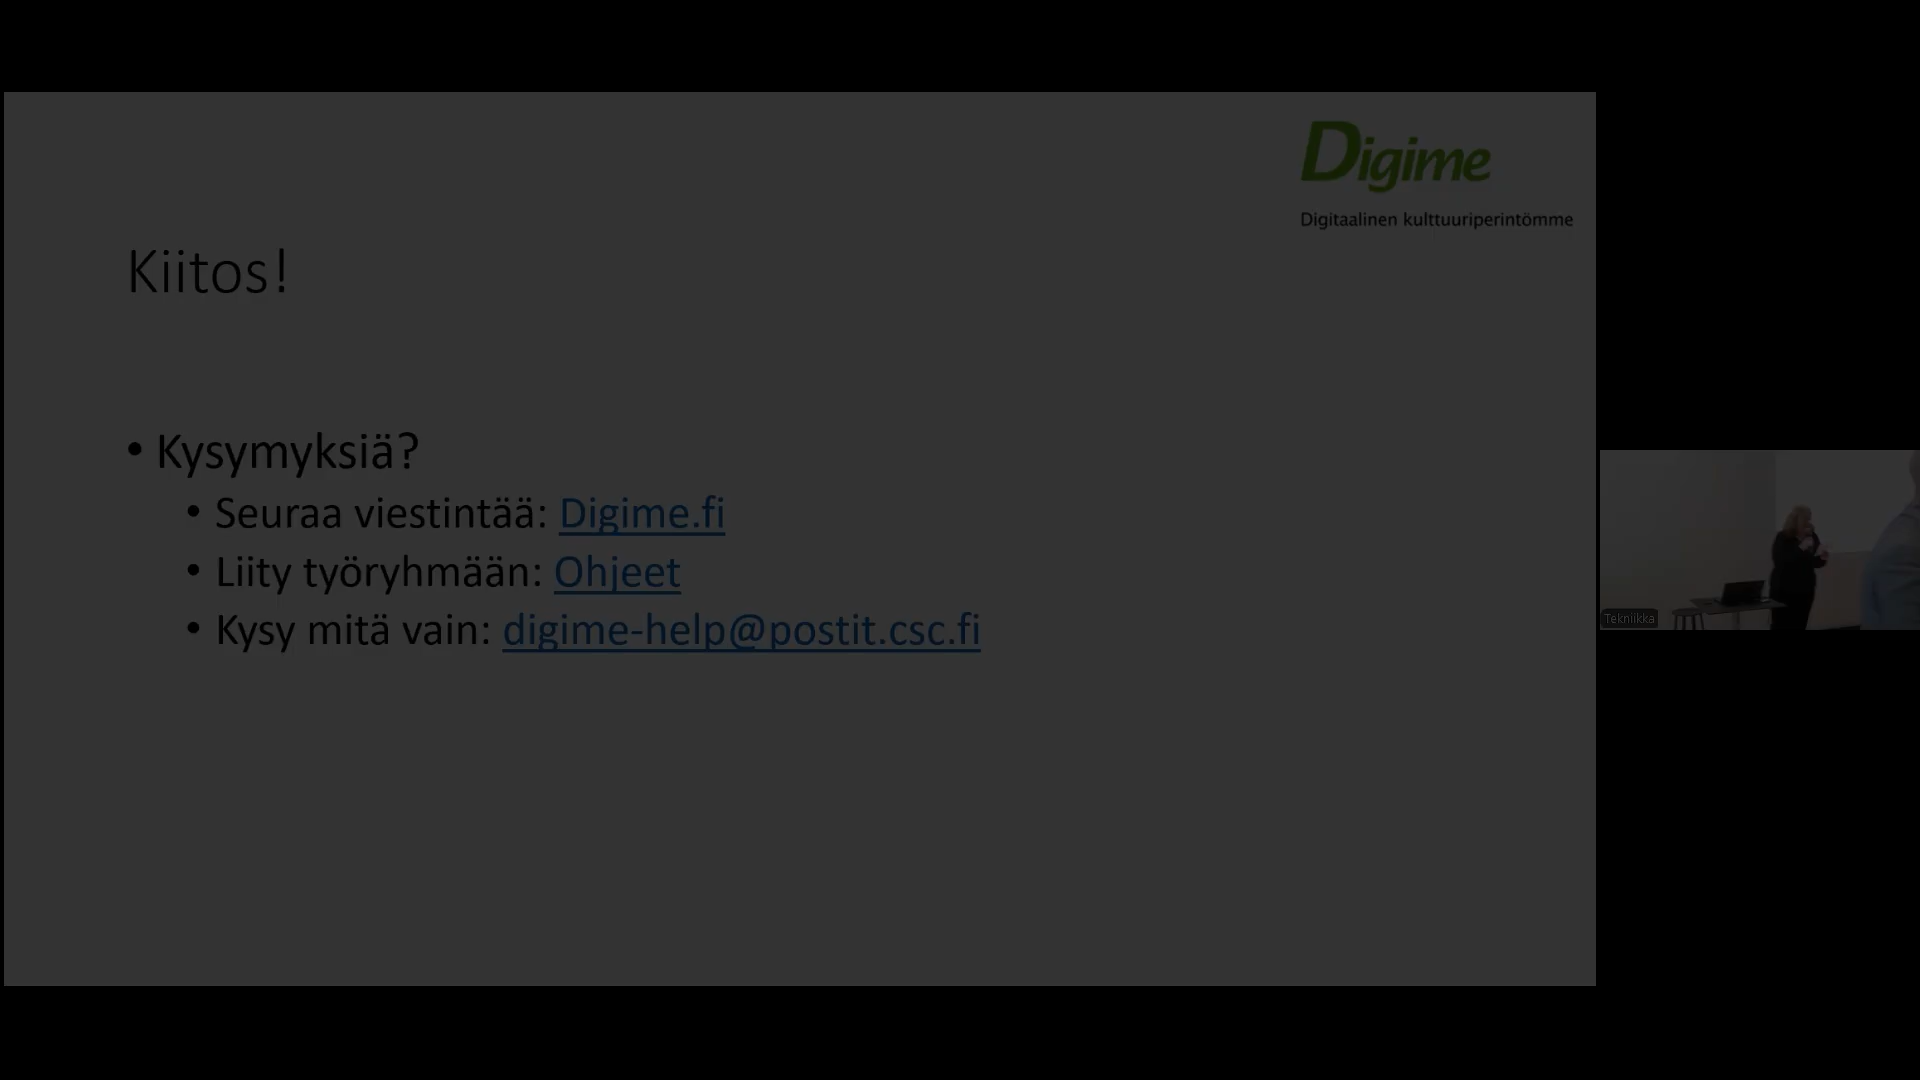 Digime
Digitaalinen kulttuuriperintömme
Kiitos!
• Kysymyksiä?
• Seuraa viestintää: Digime.fi
• Liity työryhmään: Ohjeet
• Kysy mitä vain: digime-help@postit.csc.fi
Tekniikka